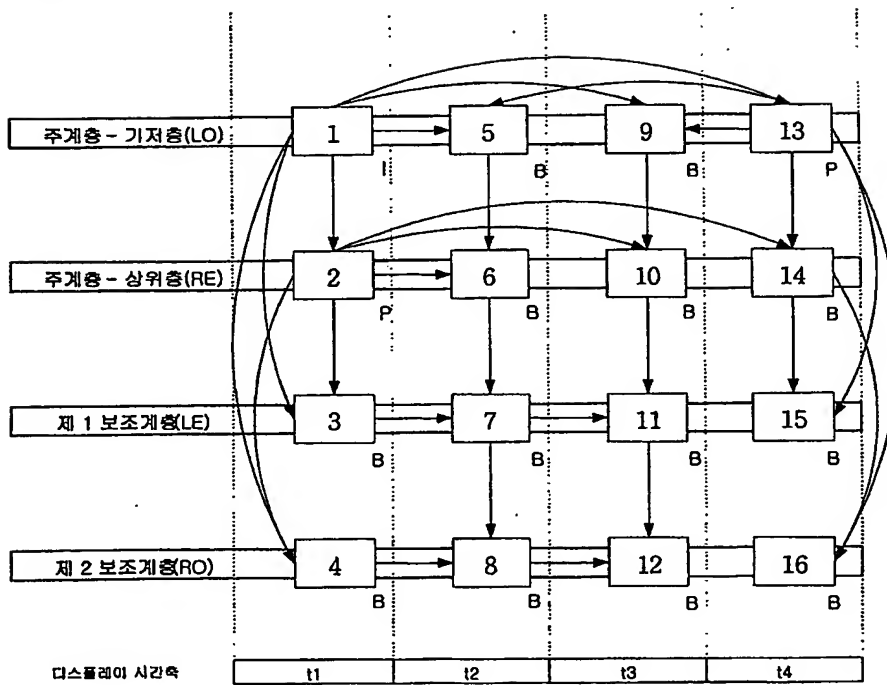 주계층 - 기저층(LO)
1
5
9
13
I
B
B
P
주계층 - 상위층(RE)
2
6
10
14
P
B
B
B
제 1 보조계층(LE)
3
7
11
15
B
B
B
B
제 2 보조계층(RO)
4
8
12
16
B
B
B
B
디스플레이 시간축
t1
t2
t3
t4